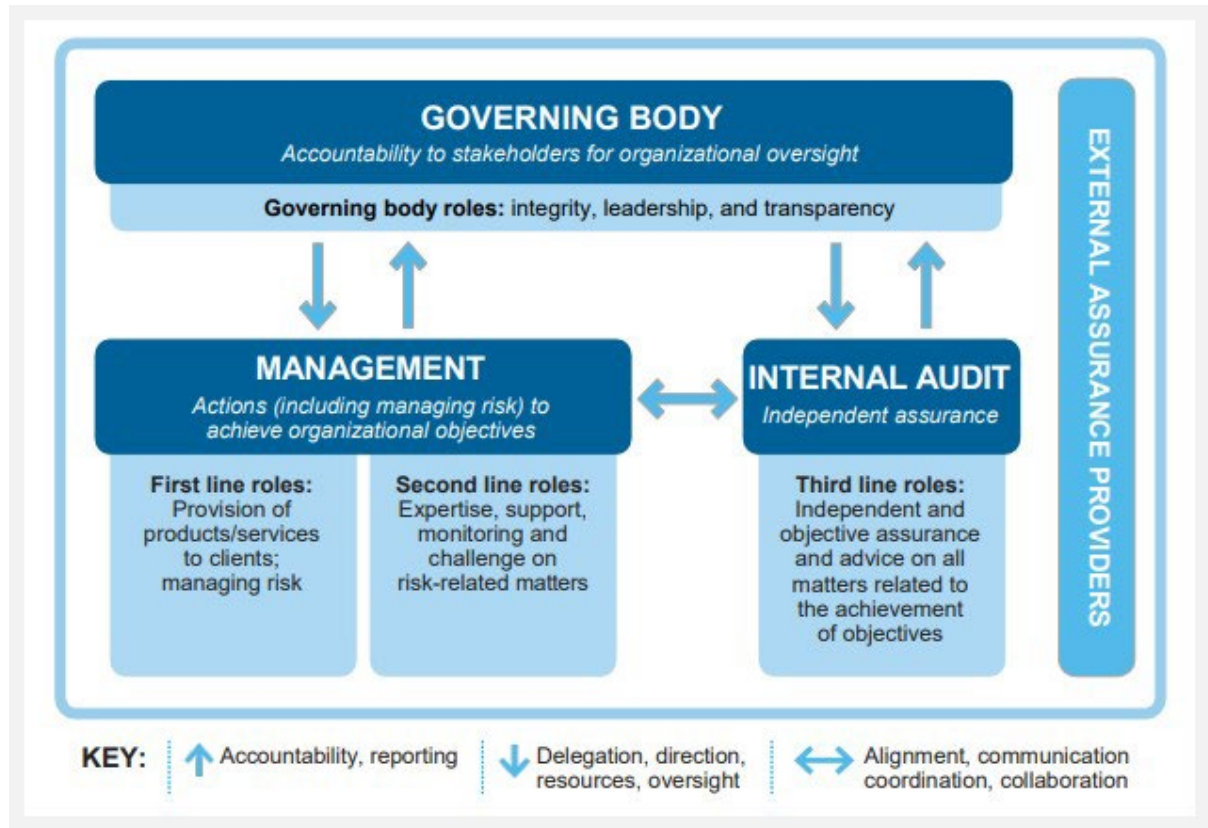 GOVERNING BODY
Accountability to stakeholders for organizational oversight
Governing body roles: integrity, leadership, and transparency
MANAGEMENT
Actions (including managing risk) to
achieve organizational objectives
First line roles:
Provision of
products/services
to clients;
managing risk
Second line roles:
Expertise, support,
monitoring and
challenge on
risk-related matters
INTERNAL AUDIT
Independent assurance
Third line roles:
Independent and
objective assurance
and advice on all
matters related to
the achievement
of objectives
EXTERNAL ASSURANCE PROVIDERS
KEY:
Accountability, reporting
Delegation, direction,
resources, oversight
Alignment, communication
coordination, collaboration